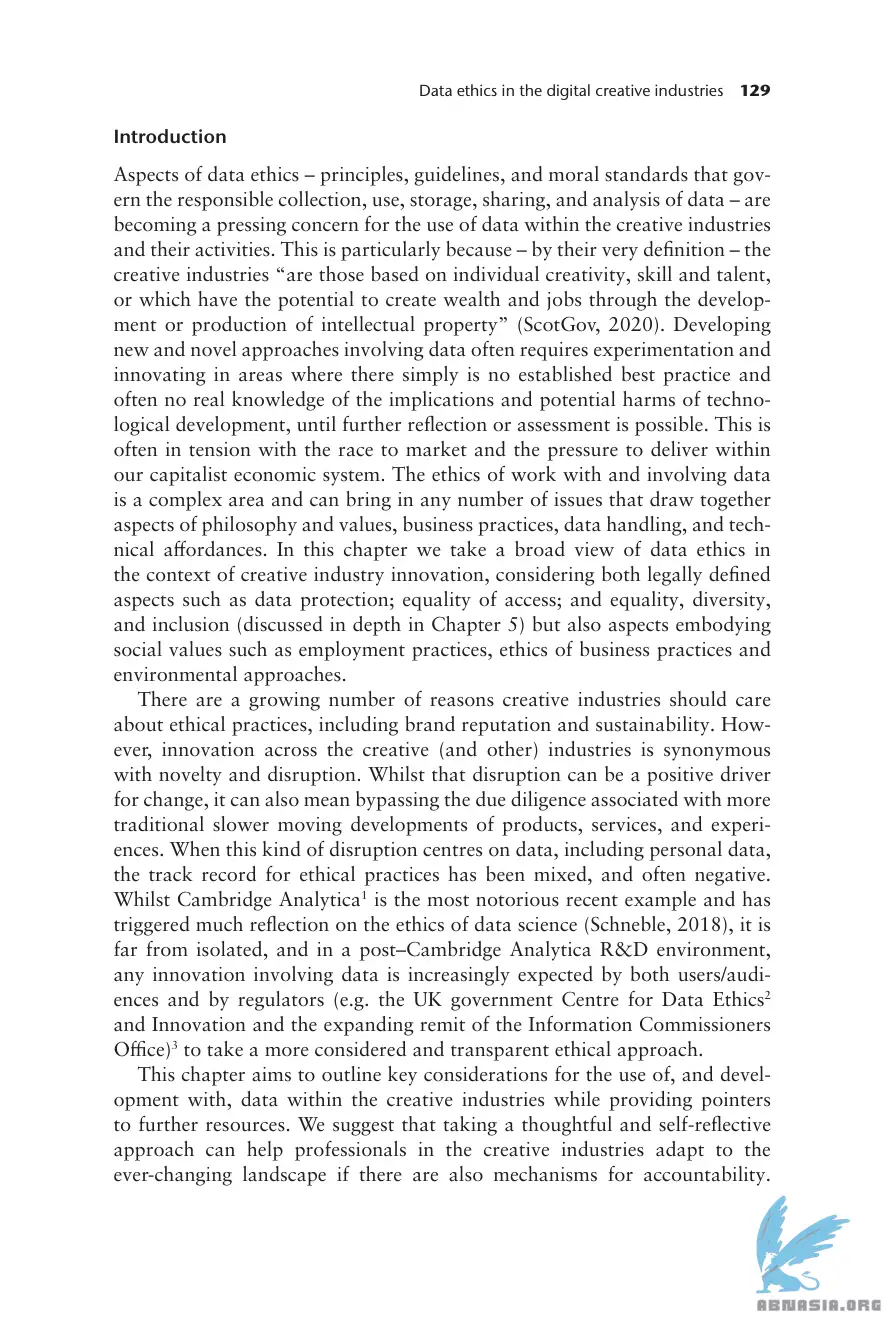 Data ethics in the digital creative industries 129
Introduction
Aspects of data ethics – principles, guidelines, and moral standards that gov-
ern the responsible collection, use, storage, sharing, and analysis of data – are
becoming a pressing concern for the use of data within the creative industries
and their activities. This is particularly because – by their very definition – the
creative industries “are those based on individual creativity, skill and talent,
or which have the potential to create wealth and jobs through the develop-
ment or production of intellectual property” (ScotGov, 2020). Developing
new and novel approaches involving data often requires experimentation and
innovating in areas where there simply is no established best practice and
often no real knowledge of the implications and potential harms of techno-
logical development, until further reflection or assessment is possible. This is
often in tension with the race to market and the pressure to deliver within
our capitalist economic system. The ethics of work with and involving data
is a complex area and can bring in any number of issues that draw together
aspects of philosophy and values, business practices, data handling, and tech-
nical affordances. In this chapter we take a broad view of data ethics in
the context of creative industry innovation, considering both legally defined
aspects such as data protection; equality of access; and equality, diversity,
and inclusion (discussed in depth in Chapter 5) but also aspects embodying
social values such as employment practices, ethics of business practices and
environmental approaches.
There are a growing number of reasons creative industries should care
about ethical practices, including brand reputation and sustainability. How-
ever, innovation across the creative (and other) industries is synonymous
with novelty and disruption. Whilst that disruption can be a positive driver
for change, it can also mean bypassing the due diligence associated with more
traditional slower moving developments of products, services, and experi-
ences. When this kind of disruption centres on data, including personal data,
the track record for ethical practices has been mixed, and often negative.
Whilst Cambridge Analytica¹ is the most notorious recent example and has
triggered much reflection on the ethics of data science (Schneble, 2018), it is
far from isolated, and in a post–Cambridge Analytica R&D environment,
any innovation involving data is increasingly expected by both users/audi-
ences and by regulators (e.g. the UK government Centre for Data Ethics²
and Innovation and the expanding remit of the Information Commissioners
Office)³ to take a more considered and transparent ethical approach.
This chapter aims to outline key considerations for the use of, and devel-
opment with, data within the creative industries while providing pointers
to further resources. We suggest that taking a thoughtful and self-reflective
approach can help professionals in the creative industries adapt to the
ever-changing landscape if there are also mechanisms for accountability.
ABNASIA.ORG